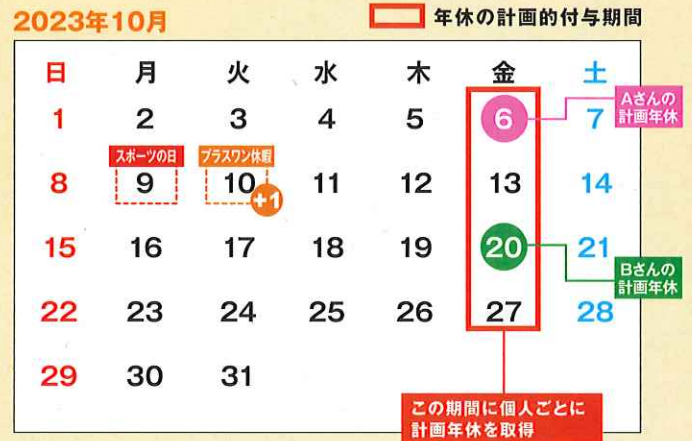 2023年10月
年休の計画的付与期間
日 月 火 水 木 金 土
1 2 3 4 5 6 7
Aさんの
計画年休
スポーツの日 プラスワン休暇
8 9 10 11 12 13 14
+1
15 16 17 18 19 20 21
Bさんの
計画年休
22 23 24 25 26 27 28
29 30 31
この期間に個人ごとに
計画年休を取得